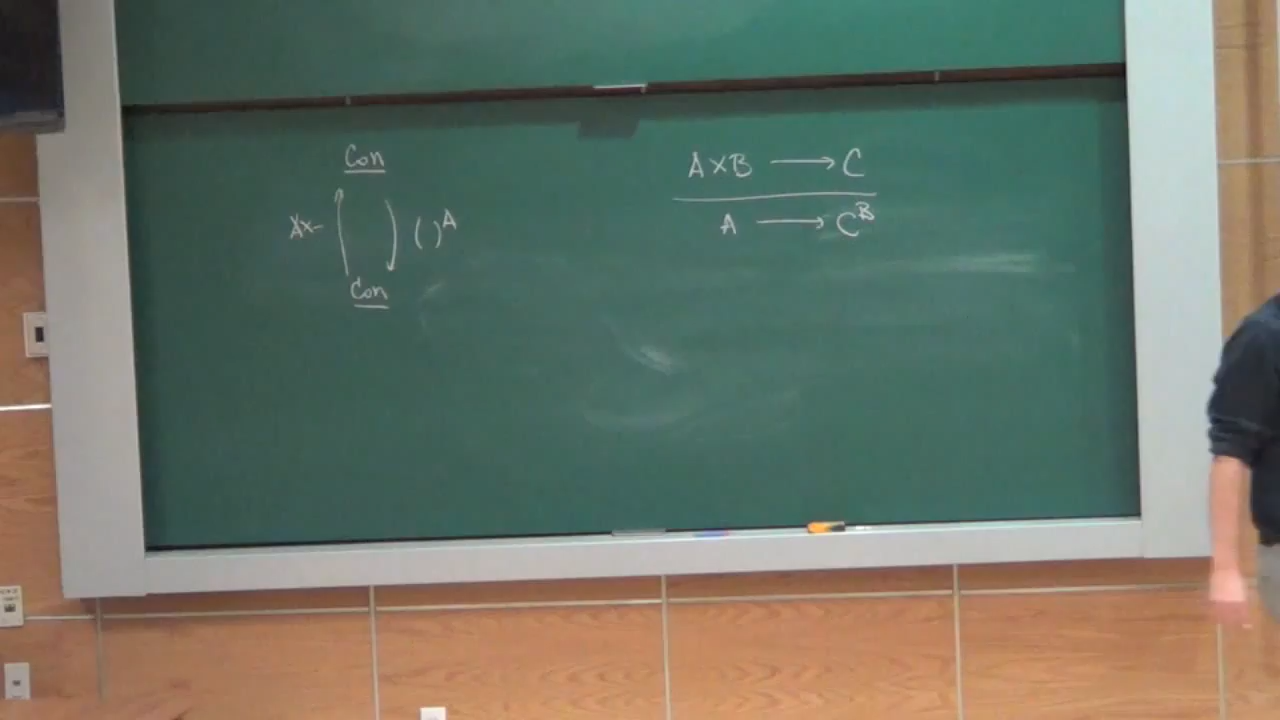 Con
A×-
( )^A
Con
A×B ⟶ C
A ⟶ C^B